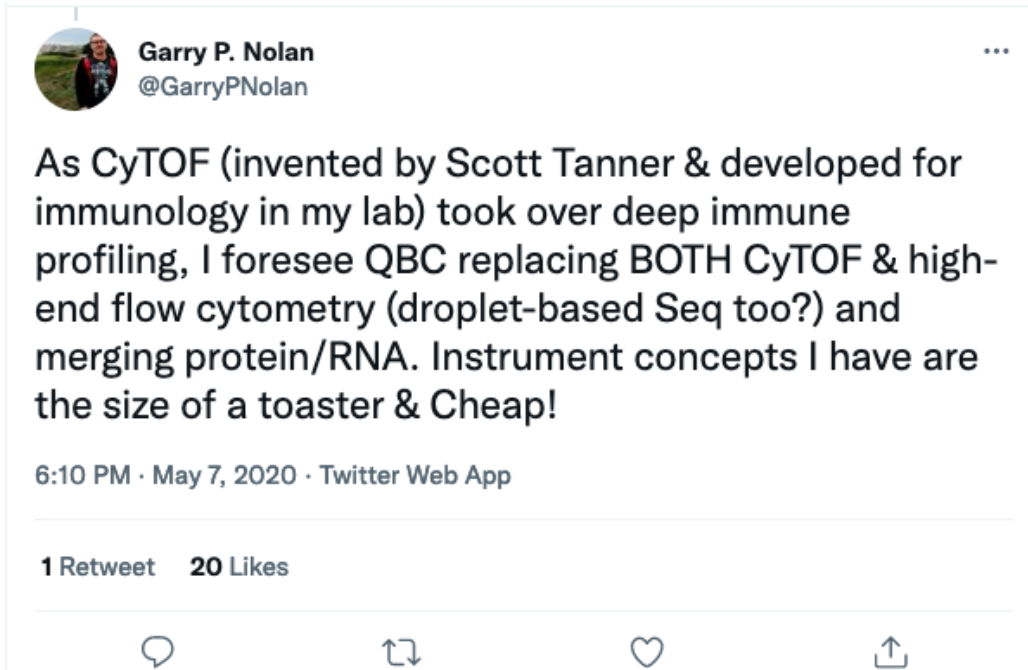 Garry P. Nolan
@GarryPNolan
As CyTOF (invented by Scott Tanner & developed for
immunology in my lab) took over deep immune
profiling, I foresee QBC replacing BOTH CyTOF & high-
end flow cytometry (droplet-based Seq too?) and
merging protein/RNA. Instrument concepts I have are
the size of a toaster & Cheap!
6:10 PM · May 7, 2020 · Twitter Web App
1 Retweet 20 Likes